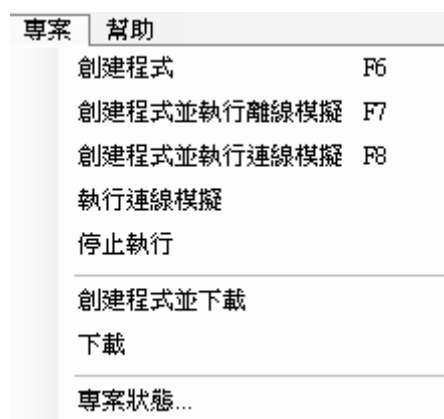 專案 幫助
創建程式 F6
創建程式並執行離線模擬 F7
創建程式並執行連線模擬 F8
執行連線模擬
停止執行
創建程式並下載
下載
專案狀態...